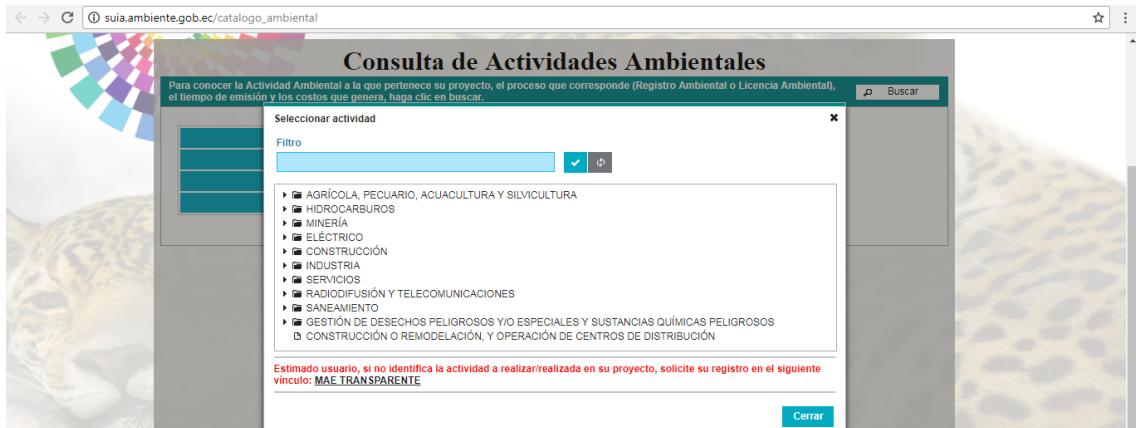 suia.ambiente.gob.ec/catalogo_ambiental
Consulta de Actividades Ambientales
Para conocer la Actividad Ambiental a la que pertenece su proyecto, el proceso que corresponde (Registro Ambiental o Licencia Ambiental),
el tiempo de emisión y los costos que genera, haga clic en buscar.
Buscar
Seleccionar actividad
Filtro
AGRÍCOLA, PECUARIO, ACUACULTURA Y SILVICULTURA
HIDROCARBUROS
MINERÍA
ELÉCTRICO
CONSTRUCCIÓN
INDUSTRIA
SERVICIOS
RADIODIFUSIÓN Y TELECOMUNICACIONES
SANEAMIENTO
GESTIÓN DE DESECHOS PELIGROSOS Y/O ESPECIALES Y SUSTANCIAS QUÍMICAS PELIGROSOS
CONSTRUCCIÓN O REMODELACIÓN, Y OPERACIÓN DE CENTROS DE DISTRIBUCIÓN
Estimado usuario, si no identifica la actividad a realizar/realizada en su proyecto, solicite su registro en el siguiente
vínculo: MAE TRANSPARENTE
Cerrar